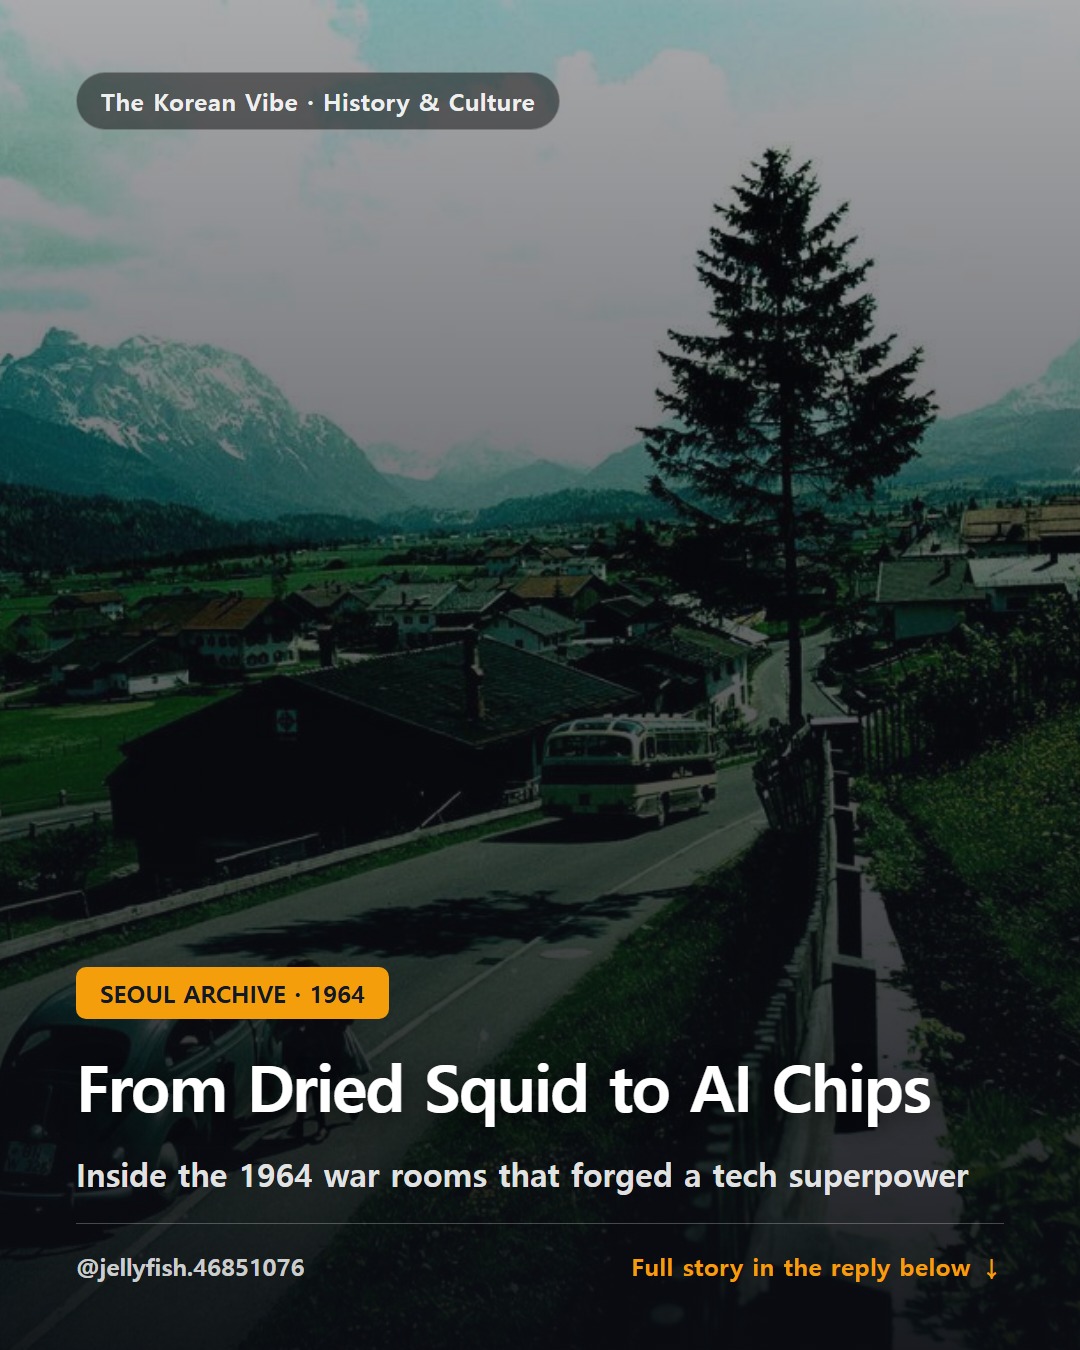 The Korean Vibe · History & Culture
SEOUL ARCHIVE · 1964
From Dried Squid to AI Chips
Inside the 1964 war rooms that forged a tech superpower
@jellyfish.46851076
Full story in the reply below ↓